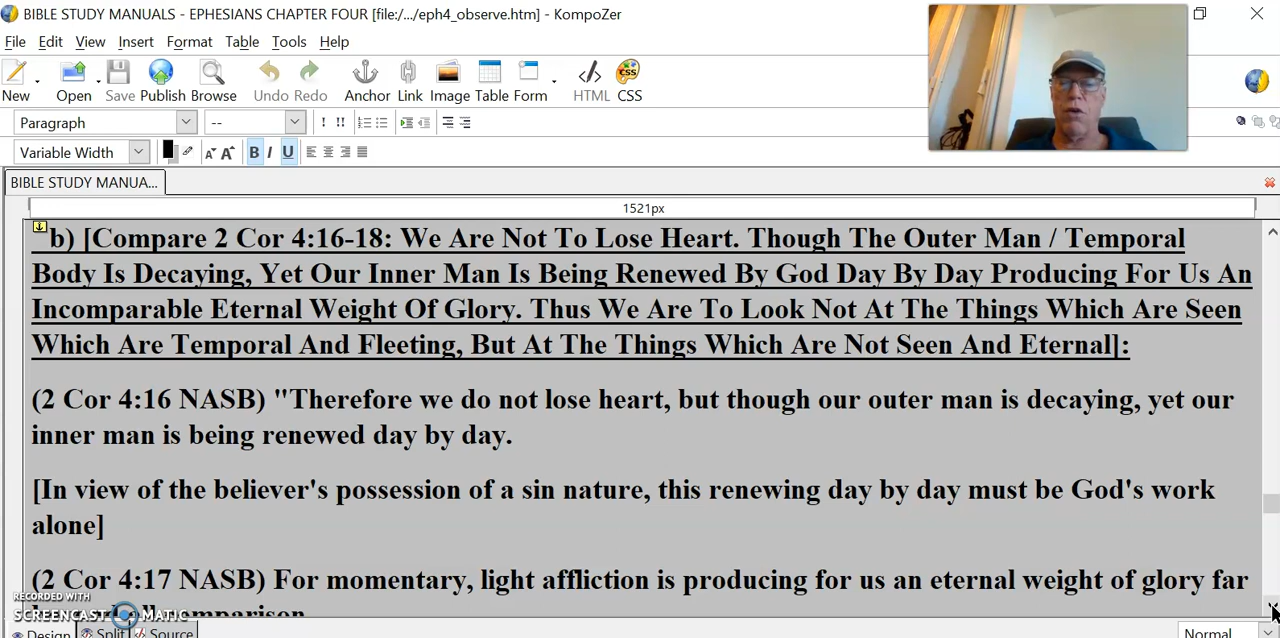 BIBLE STUDY MANUALS - EPHESIANS CHAPTER FOUR [file:/.../eph4_observe.htm] - KompoZer
File Edit View Insert Format Table Tools Help
New Open Save Publish Browse Undo Redo Link Image Table Form HTML CSS
Paragraph -- ! !!
Variable Width B I U
BIBLE STUDY MANUA...
1521px
b) [Compare 2 Cor 4:16-18: We Are Not To Lose Heart. Though The Outer Man / Temporal
Body Is Decaying, Yet Our Inner Man Is Being Renewed By God Day By Day Producing For Us An
Incomparable Eternal Weight Of Glory. Thus We Are To Look Not At The Things Which Are Seen
Which Are Temporal And Fleeting, But At The Things Which Are Not Seen And Eternal]:
(2 Cor 4:16 NASB) "Therefore we do not lose heart, but though our outer man is decaying, yet our
inner man is being renewed day by day.
[In view of the believer's possession of a sin nature, this renewing day by day must be God's work
alone]
(2 Cor 4:17 NASB) For momentary, light affliction is producing for us an eternal weight of glory far
comparison
RECORDED WITH
SCREENCAST MATIC
Design Split Source
Normal